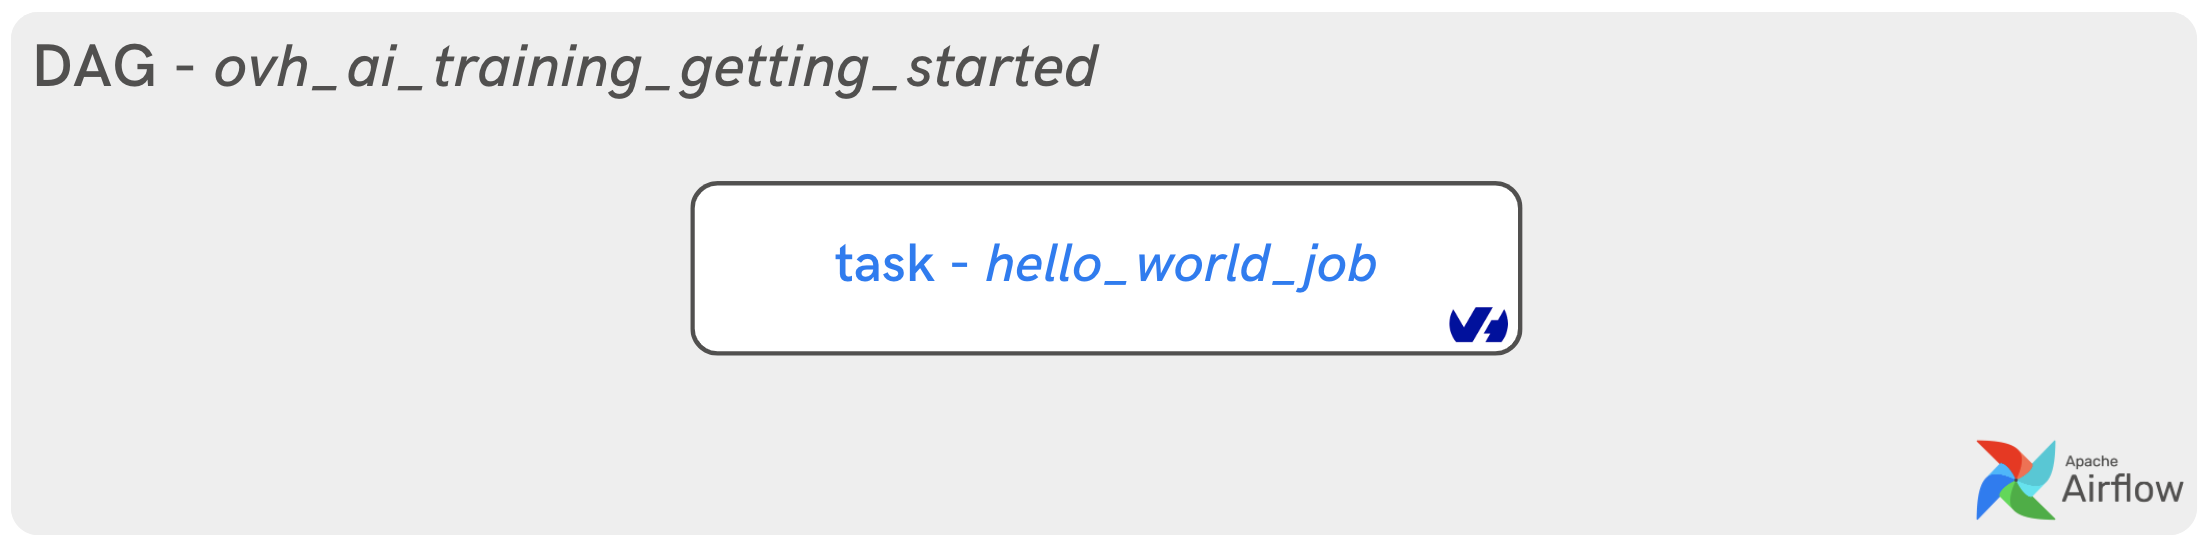 DAG - ovh_ai_training_getting_started
task - hello_world_job
Apache
Airflow